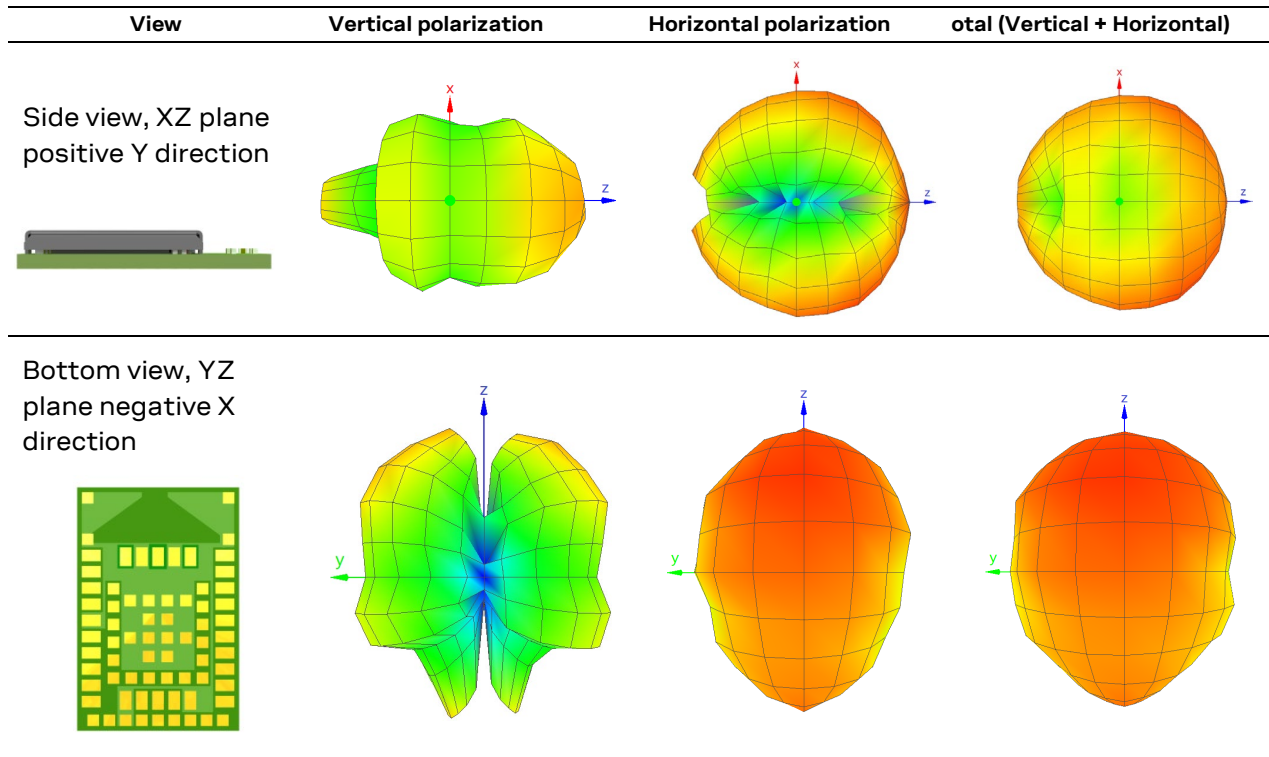 View Vertical polarization Horizontal polarization otal (Vertical + Horizontal)
Side view, XZ plane
positive Y direction
x
z
x
z
x
z
Bottom view, YZ
plane negative X
direction
z
y
z
y
z
y